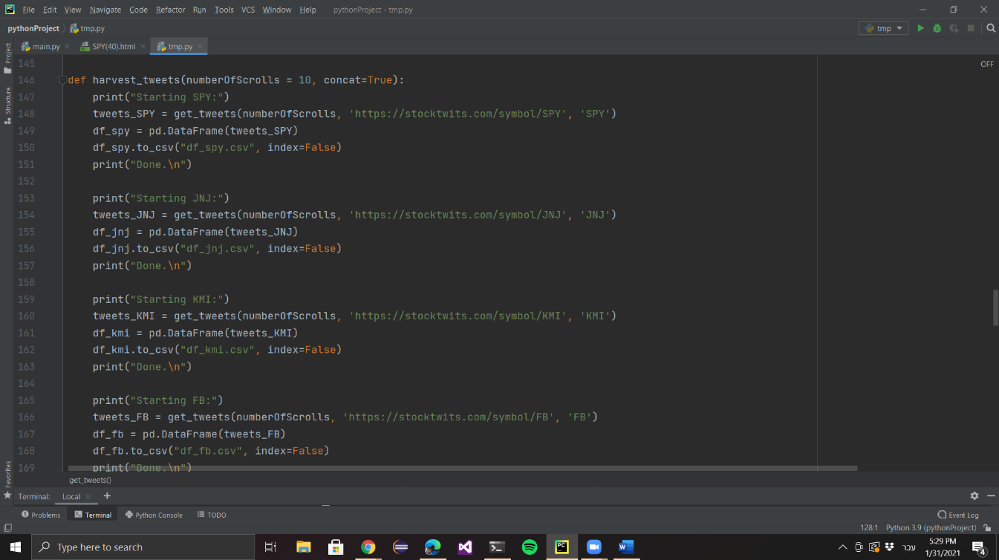 File Edit View Navigate Code Refactor Run Tools VCS Window Help pythonProject - tmp.py
pythonProject tmp.py tmp
main.py SPY(40).html tmp.py
Project
Structure
Favorites
OFF
145
146 def harvest_tweets(numberOfScrolls = 10, concat=True):
147 print("Starting SPY:")
148 tweets_SPY = get_tweets(numberOfScrolls, 'https://stocktwits.com/symbol/SPY', 'SPY')
149 df_spy = pd.DataFrame(tweets_SPY)
150 df_spy.to_csv("df_spy.csv", index=False)
151 print("Done.\n")
152
153 print("Starting JNJ:")
154 tweets_JNJ = get_tweets(numberOfScrolls, 'https://stocktwits.com/symbol/JNJ', 'JNJ')
155 df_jnj = pd.DataFrame(tweets_JNJ)
156 df_jnj.to_csv("df_jnj.csv", index=False)
157 print("Done.\n")
158
159 print("Starting KMI:")
160 tweets_KMI = get_tweets(numberOfScrolls, 'https://stocktwits.com/symbol/KMI', 'KMI')
161 df_kmi = pd.DataFrame(tweets_KMI)
162 df_kmi.to_csv("df_kmi.csv", index=False)
163 print("Done.\n")
164
165 print("Starting FB:")
166 tweets_FB = get_tweets(numberOfScrolls, 'https://stocktwits.com/symbol/FB', 'FB')
167 df_fb = pd.DataFrame(tweets_FB)
168 df_fb.to_csv("df_fb.csv", index=False)
169 print("Done.\n")
get_tweets()
Terminal: Local
Problems Terminal Python Console TODO Event Log
128:1 Python 3.9 (pythonProject)
Type here to search
עבר
5:29 PM
1/31/2021
4